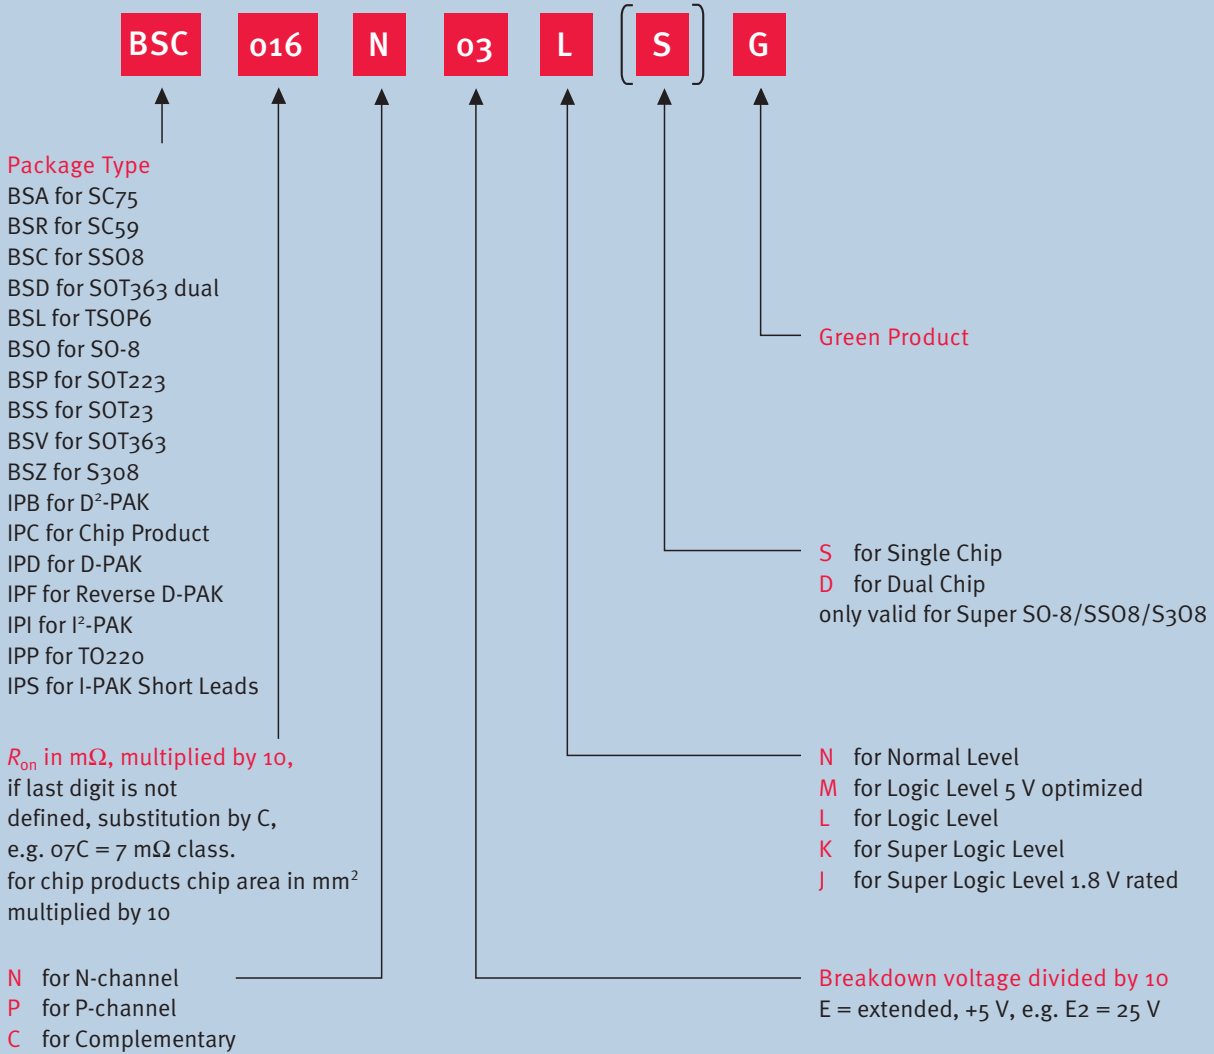 BSC 016 N 03 L (S) G
Package Type
BSA for SC75
BSR for SC59
BSC for SSO8
BSD for SOT363 dual
BSL for TSOP6
BSO for SO-8
BSP for SOT223
BSS for SOT23
BSV for SOT363
BSZ for S308
IPB for D²-PAK
IPC for Chip Product
IPD for D-PAK
IPF for Reverse D-PAK
IPI for I²-PAK
IPP for TO220
IPS for I-PAK Short Leads
Ron in mΩ, multiplied by 10,
if last digit is not
defined, substitution by C,
e.g. 07C = 7 mΩ class.
for chip products chip area in mm²
multiplied by 10
N for N-channel
P for P-channel
C for Complementary
Green Product
S for Single Chip
D for Dual Chip
only valid for Super SO-8/SSO8/S3O8
N for Normal Level
M for Logic Level 5 V optimized
L for Logic Level
K for Super Logic Level
J for Super Logic Level 1.8 V rated
Breakdown voltage divided by 10
E = extended, +5 V, e.g. E2 = 25 V